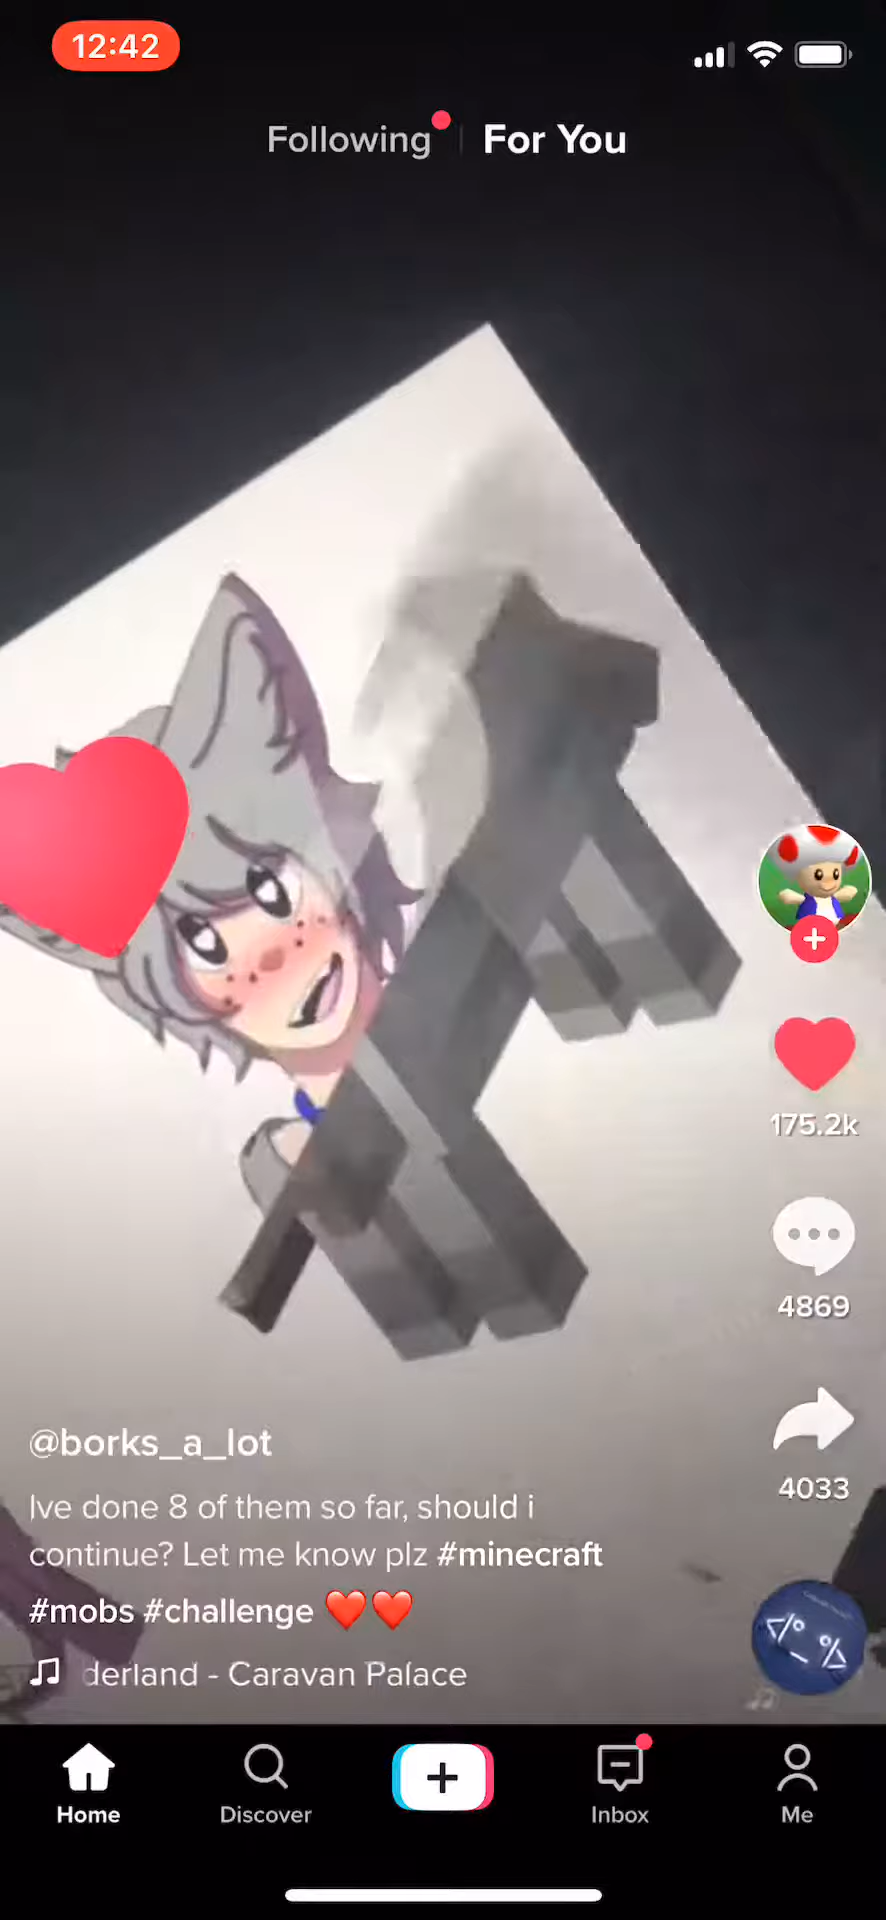 12:42
Following
For You
175.2k
4869
4033
@borks_a_lot
Ive done 8 of them so far, should i
continue? Let me know plz #minecraft
#mobs #challenge ❤️❤️
derland - Caravan Palace
Home
Discover
Inbox
Me